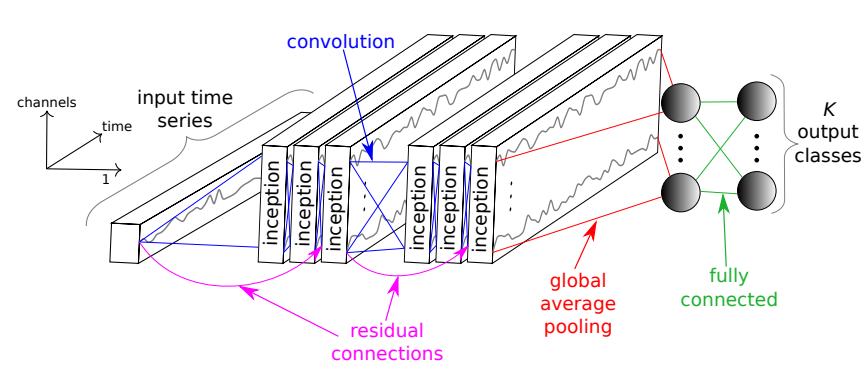 convolution
input time
series
channels
time
1
inception
inception
inception
inception
inception
inception
K
output
classes
global
average
pooling
fully
connected
residual
connections